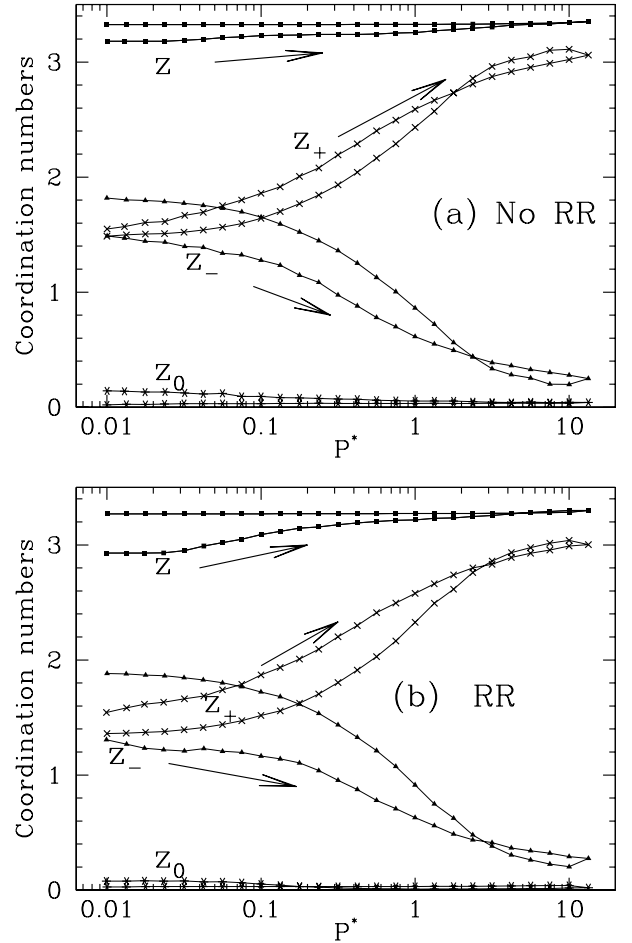 3
2
1
0
Coordination numbers
Z
Z+
Z−
Z0
(a) No RR
0.01 0.1 1 10
P*
3
2
1
0
Coordination numbers
Z
Z+
Z−
Z0
(b) RR
0.01 0.1 1 10
P*